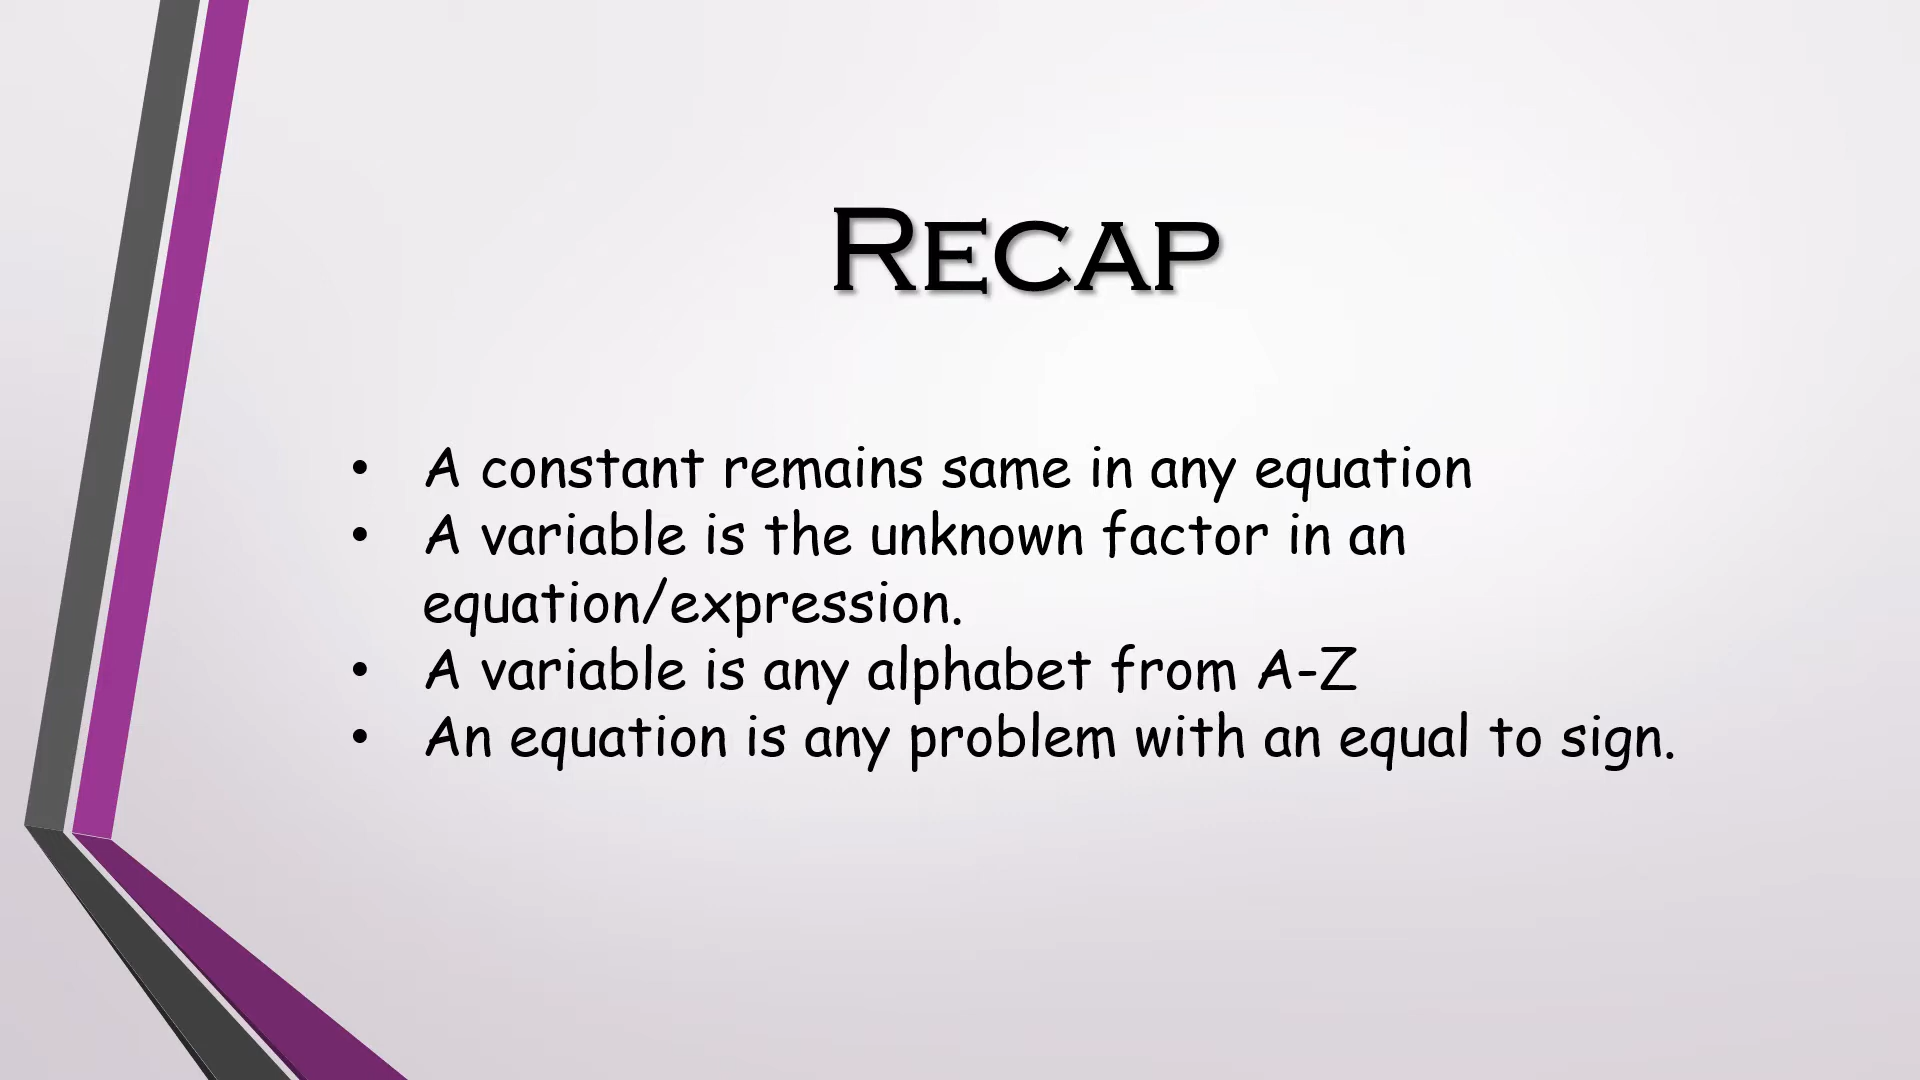 Recap
• A constant remains same in any equation
• A variable is the unknown factor in an
equation/expression.
• A variable is any alphabet from A-Z
• An equation is any problem with an equal to sign.